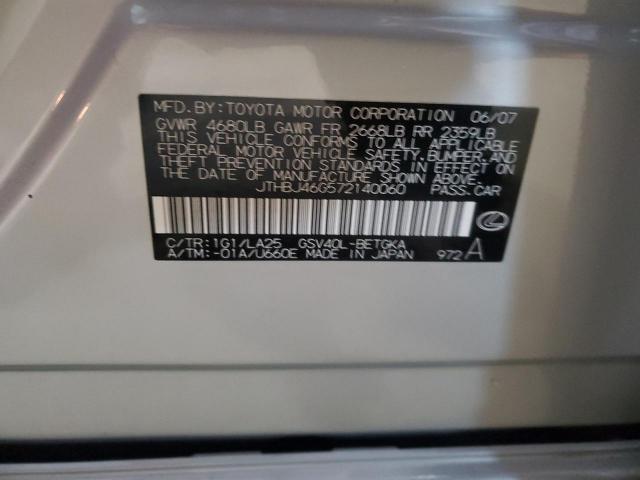 MFD. BY: TOYOTA MOTOR CORPORATION 06/07
GVWR 4680LB GAWR FR 2668LB RR 2359LB
THIS VEHICLE CONFORMS TO ALL APPLICABLE
FEDERAL MOTOR VEHICLE SAFETY, BUMPER, AND
THEFT PREVENTION STANDARDS IN EFFECT ON
THE DATE OF MANUFACTURE SHOWN ABOVE.
JTHBJ46G572140060 PASS.CAR
C/TR: 1G1/LA25 GSV40L-BETGKA
A/TM: -01A/U660E MADE IN JAPAN 972 A